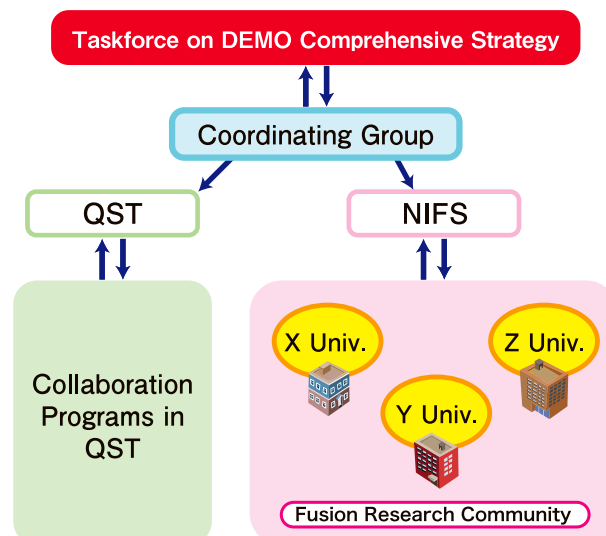 Taskforce on DEMO Comprehensive Strategy
Coordinating Group
QST
NIFS
Collaboration
Programs in
QST
X Univ.
Z Univ.
Y Univ.
Fusion Research Community